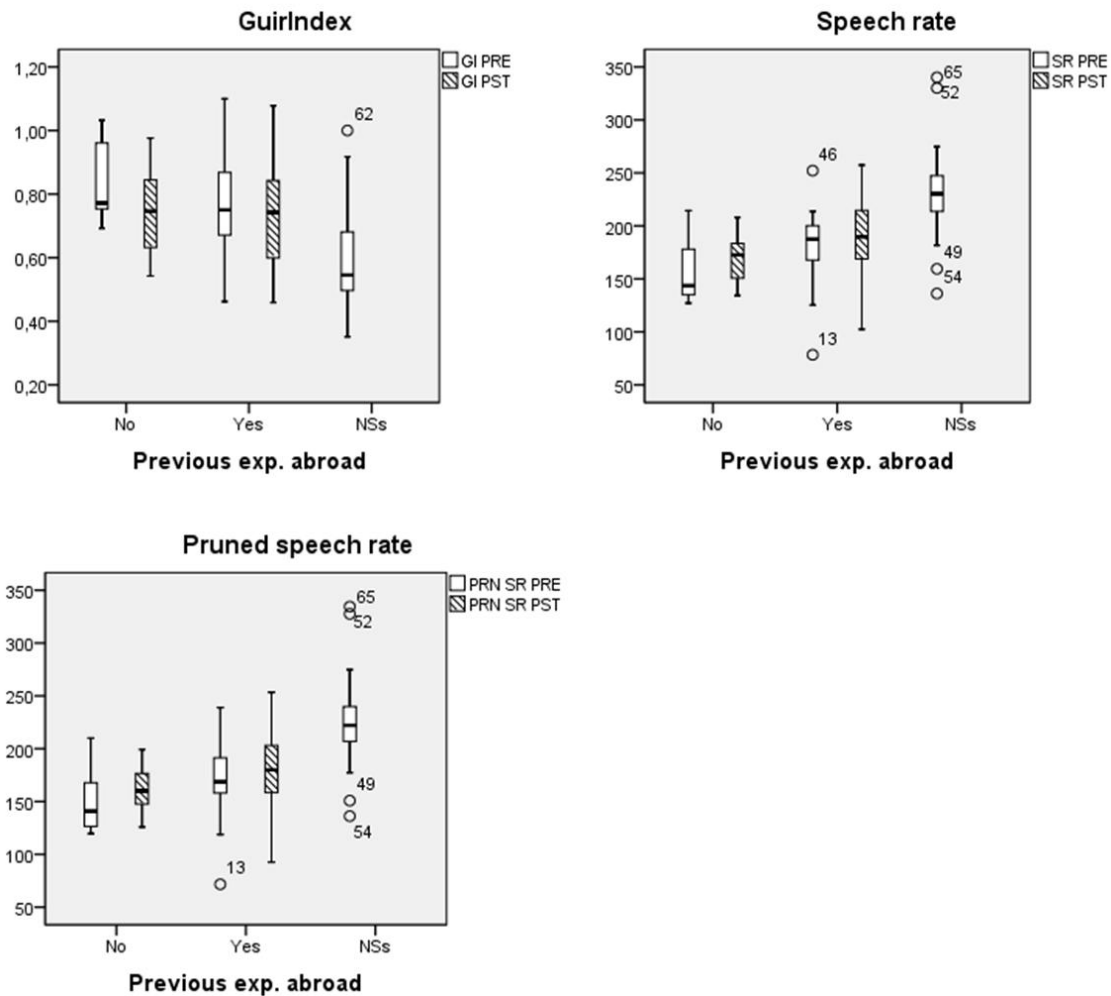 GuirIndex
GI PRE
GI PST
1,20
1,00
0,80
0,60
0,40
0,20
62
No Yes NSs
Previous exp. abroad
Speech rate
SR PRE
SR PST
350
300
250
200
150
100
50
65
52
46
49
54
13
No Yes NSs
Previous exp. abroad
Pruned speech rate
PRN SR PRE
PRN SR PST
350
300
250
200
150
100
50
65
52
49
54
13
No Yes NSs
Previous exp. abroad